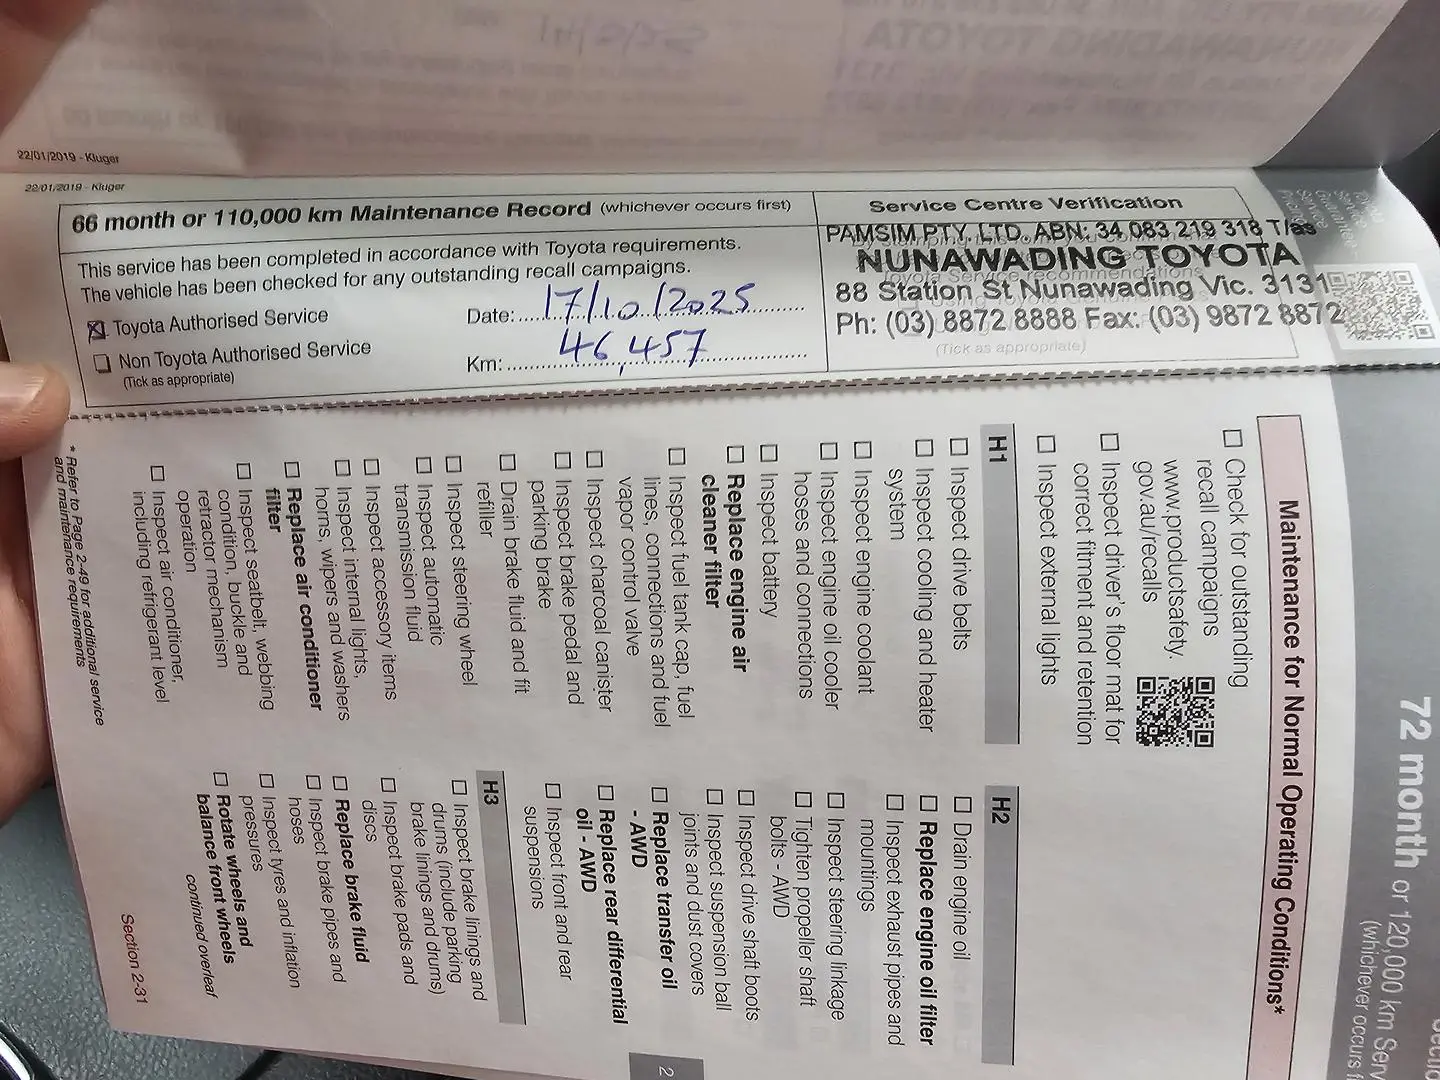 22/01/2019 - Kluger
22/01/2019 - Kluger
66 month or 110,000 km Maintenance Record (whichever occurs first)
This service has been completed in accordance with Toyota requirements.
The vehicle has been checked for any outstanding recall campaigns.
Toyota Authorised Service
Date: 17/10/2025
Non Toyota Authorised Service
(Tick as appropriate)
Km: 46,457
Service Centre Verification
PAMSIM PTY. LTD. ABN: 34 083 219 318 T/as
NUNAWADING TOYOTA
Toyota Service recommendations
88 Station St Nunawading Vic. 3131
Ph: (03) 8872 8888 Fax: (03) 9872 8872
(Tick as appropriate)
72 month or 120,000 km
(whichever occurs
Maintenance for Normal Operating Conditions*
Check for outstanding
recall campaigns
www.productsafety.
gov.au/recalls
Inspect driver's floor mat for
correct fitment and retention
Inspect external lights
H1
Inspect drive belts
Inspect cooling and heater
system
Inspect engine coolant
Inspect engine oil cooler
hoses and connections
Inspect battery
Replace engine air
cleaner filter
Inspect fuel tank cap, fuel
lines, connections and fuel
vapor control valve
Inspect charcoal canister
Inspect brake pedal and
parking brake
Drain brake fluid and fit
refiller
Inspect steering wheel
Inspect automatic
transmission fluid
Inspect accessory items
Inspect internal lights,
horns, wipers and washers
Replace air conditioner
filter
Inspect seatbelt, webbing
condition, buckle and
retractor mechanism
operation
Inspect air conditioner,
including refrigerant level
H2
Drain engine oil
Replace engine oil filter
Inspect exhaust pipes and
mountings
Inspect steering linkage
Tighten propeller shaft
bolts - AWD
Inspect drive shaft boots
Inspect suspension ball
joints and dust covers
Replace transfer oil
- AWD
Replace rear differential
oil - AWD
Inspect front and rear
suspensions
H3
Inspect brake linings and
drums (include parking
brake linings and drums)
Inspect brake pads and
discs
Replace brake fluid
Inspect brake pipes and
hoses
Inspect tyres and inflation
pressures
Rotate wheels and
balance front wheels
continued overleaf
* Refer to Page 2-49 for additional service
and maintenance requirements
Section 2-31
2